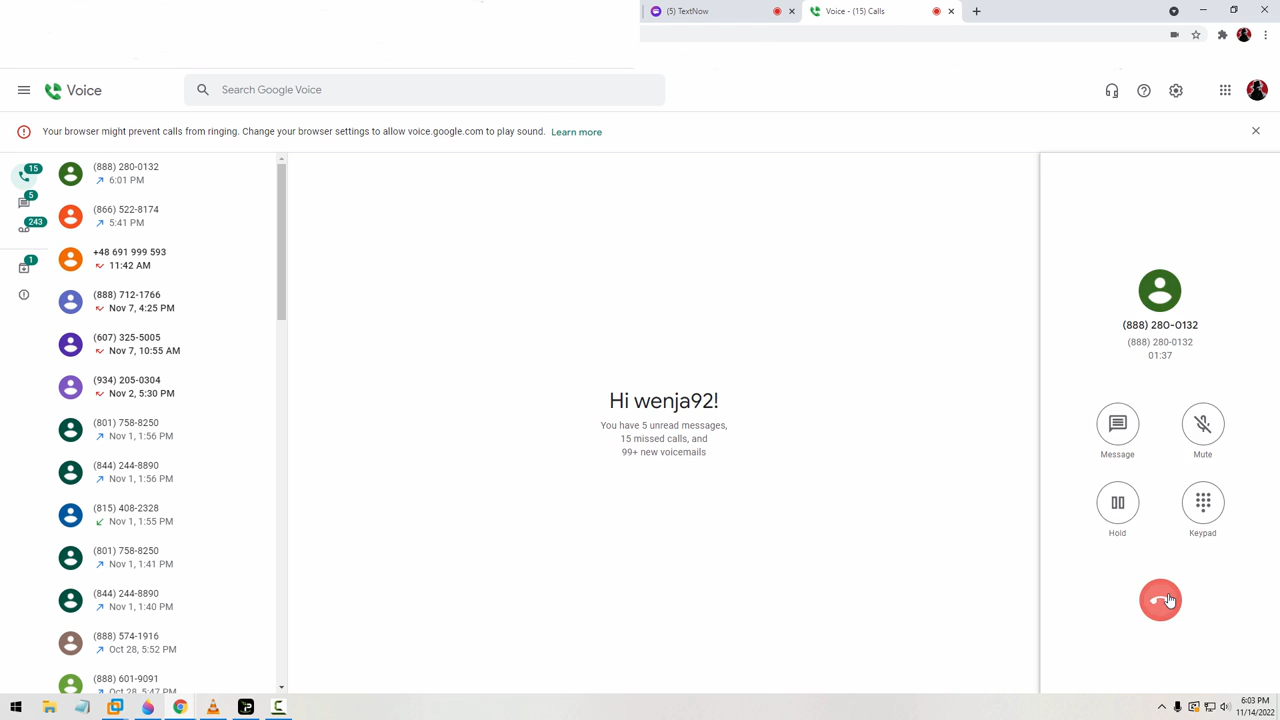 (5) TextNow
Voice - (15) Calls
Voice
Search Google Voice
Your browser might prevent calls from ringing. Change your browser settings to allow voice.google.com to play sound. Learn more
15
5
243
1
(888) 280-0132
6:01 PM
(866) 522-8174
5:41 PM
+48 691 999 593
11:42 AM
(888) 712-1766
Nov 7, 4:25 PM
(607) 325-5005
Nov 7, 10:55 AM
(934) 205-0304
Nov 2, 5:30 PM
(801) 758-8250
Nov 1, 1:56 PM
(844) 244-8890
Nov 1, 1:56 PM
(815) 408-2328
Nov 1, 1:55 PM
(801) 758-8250
Nov 1, 1:41 PM
(844) 244-8890
Nov 1, 1:40 PM
(888) 574-1916
Oct 28, 5:52 PM
(888) 601-9091
Oct 28, 5:47 PM
Hi wenja92!
You have 5 unread messages,
15 missed calls, and
99+ new voicemails
(888) 280-0132
(888) 280-0132
01:37
Message
Mute
Hold
Keypad
6:03 PM
11/14/2022